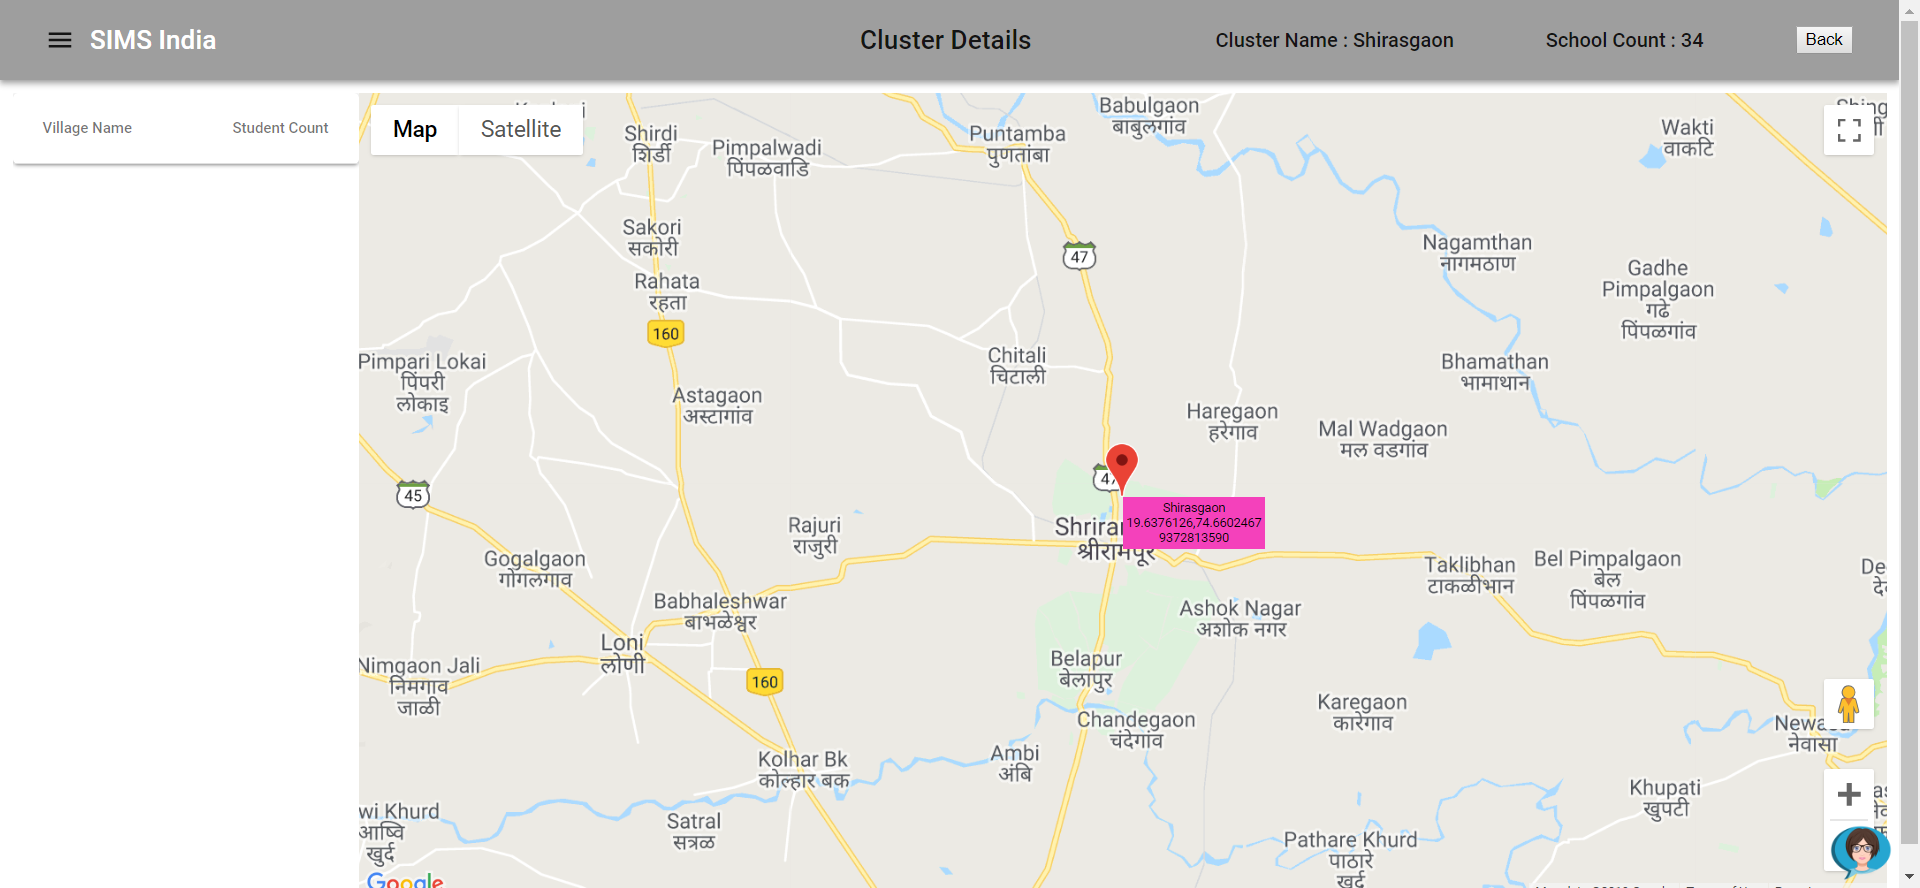 SIMS India
Cluster Details
Cluster Name : Shirasgaon
School Count : 34
Back
Village Name
Student Count
Map
Satellite
Babulgaon
बाबुलगांव
Shirdi
शिर्डी
Pimpalwadi
पिंपळवाडि
Puntamba
पुणतांबा
Wakti
वाकटि
Sakori
सकोरी
47
Nagamthan
नागमठाण
Gadhe
Pimpalgaon
गढे
पिंपळगांव
Rahata
रहता
160
Pimpari Lokai
पिंपरी
लोकाइ
Chitali
चिटाली
Bhamathan
भामाथान
Astagaon
अस्टागांव
Haregaon
हरेगाव
Mal Wadgaon
मल वडगांव
45
47
Shirasgaon
19.6376126,74.6602467
9372813590
Rajuri
राजुरी
श्रीरामपूर
Gogalgaon
गोगलगाव
Taklibhan
टाकळीभान
Bel Pimpalgaon
बेल
पिंपळगांव
Babhaleshwar
बाभळेश्वर
Ashok Nagar
अशोक नगर
Loni
लोणी
Belapur
बेलापुर
Nimgaon Jali
निमगाव
जाळी
160
Karegaon
कारेगाव
Chandegaon
चंदेगांव
नेवासा
Ambi
अंबि
Kolhar Bk
कोल्हार बक
Khupati
खुपटी
wi Khurd
आष्वि
खुर्द
Satral
सत्रळ
Pathare Khurd
पाठारे
खुर्द
Google